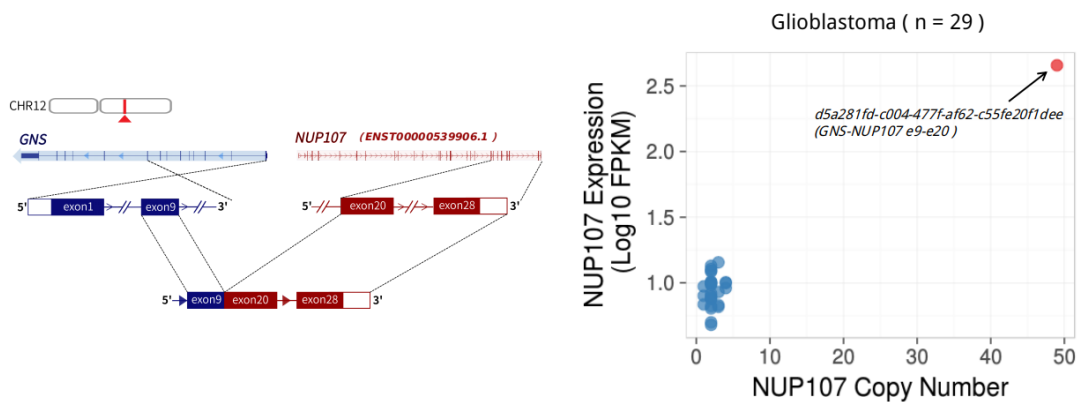 CHR12
GNS
NUP107 (ENST00000539906.1)
5' exon1 exon9 3'
5' exon20 exon28 3'
5' exon9 exon20 exon28 3'
Glioblastoma ( n = 29 )
NUP107 Expression
(Log10 FPKM)
2.5
2.0
1.5
1.0
d5a281fd-c004-477f-af62-c55fe20f1dee
(GNS-NUP107 e9-e20 )
0 10 20 30 40 50
NUP107 Copy Number